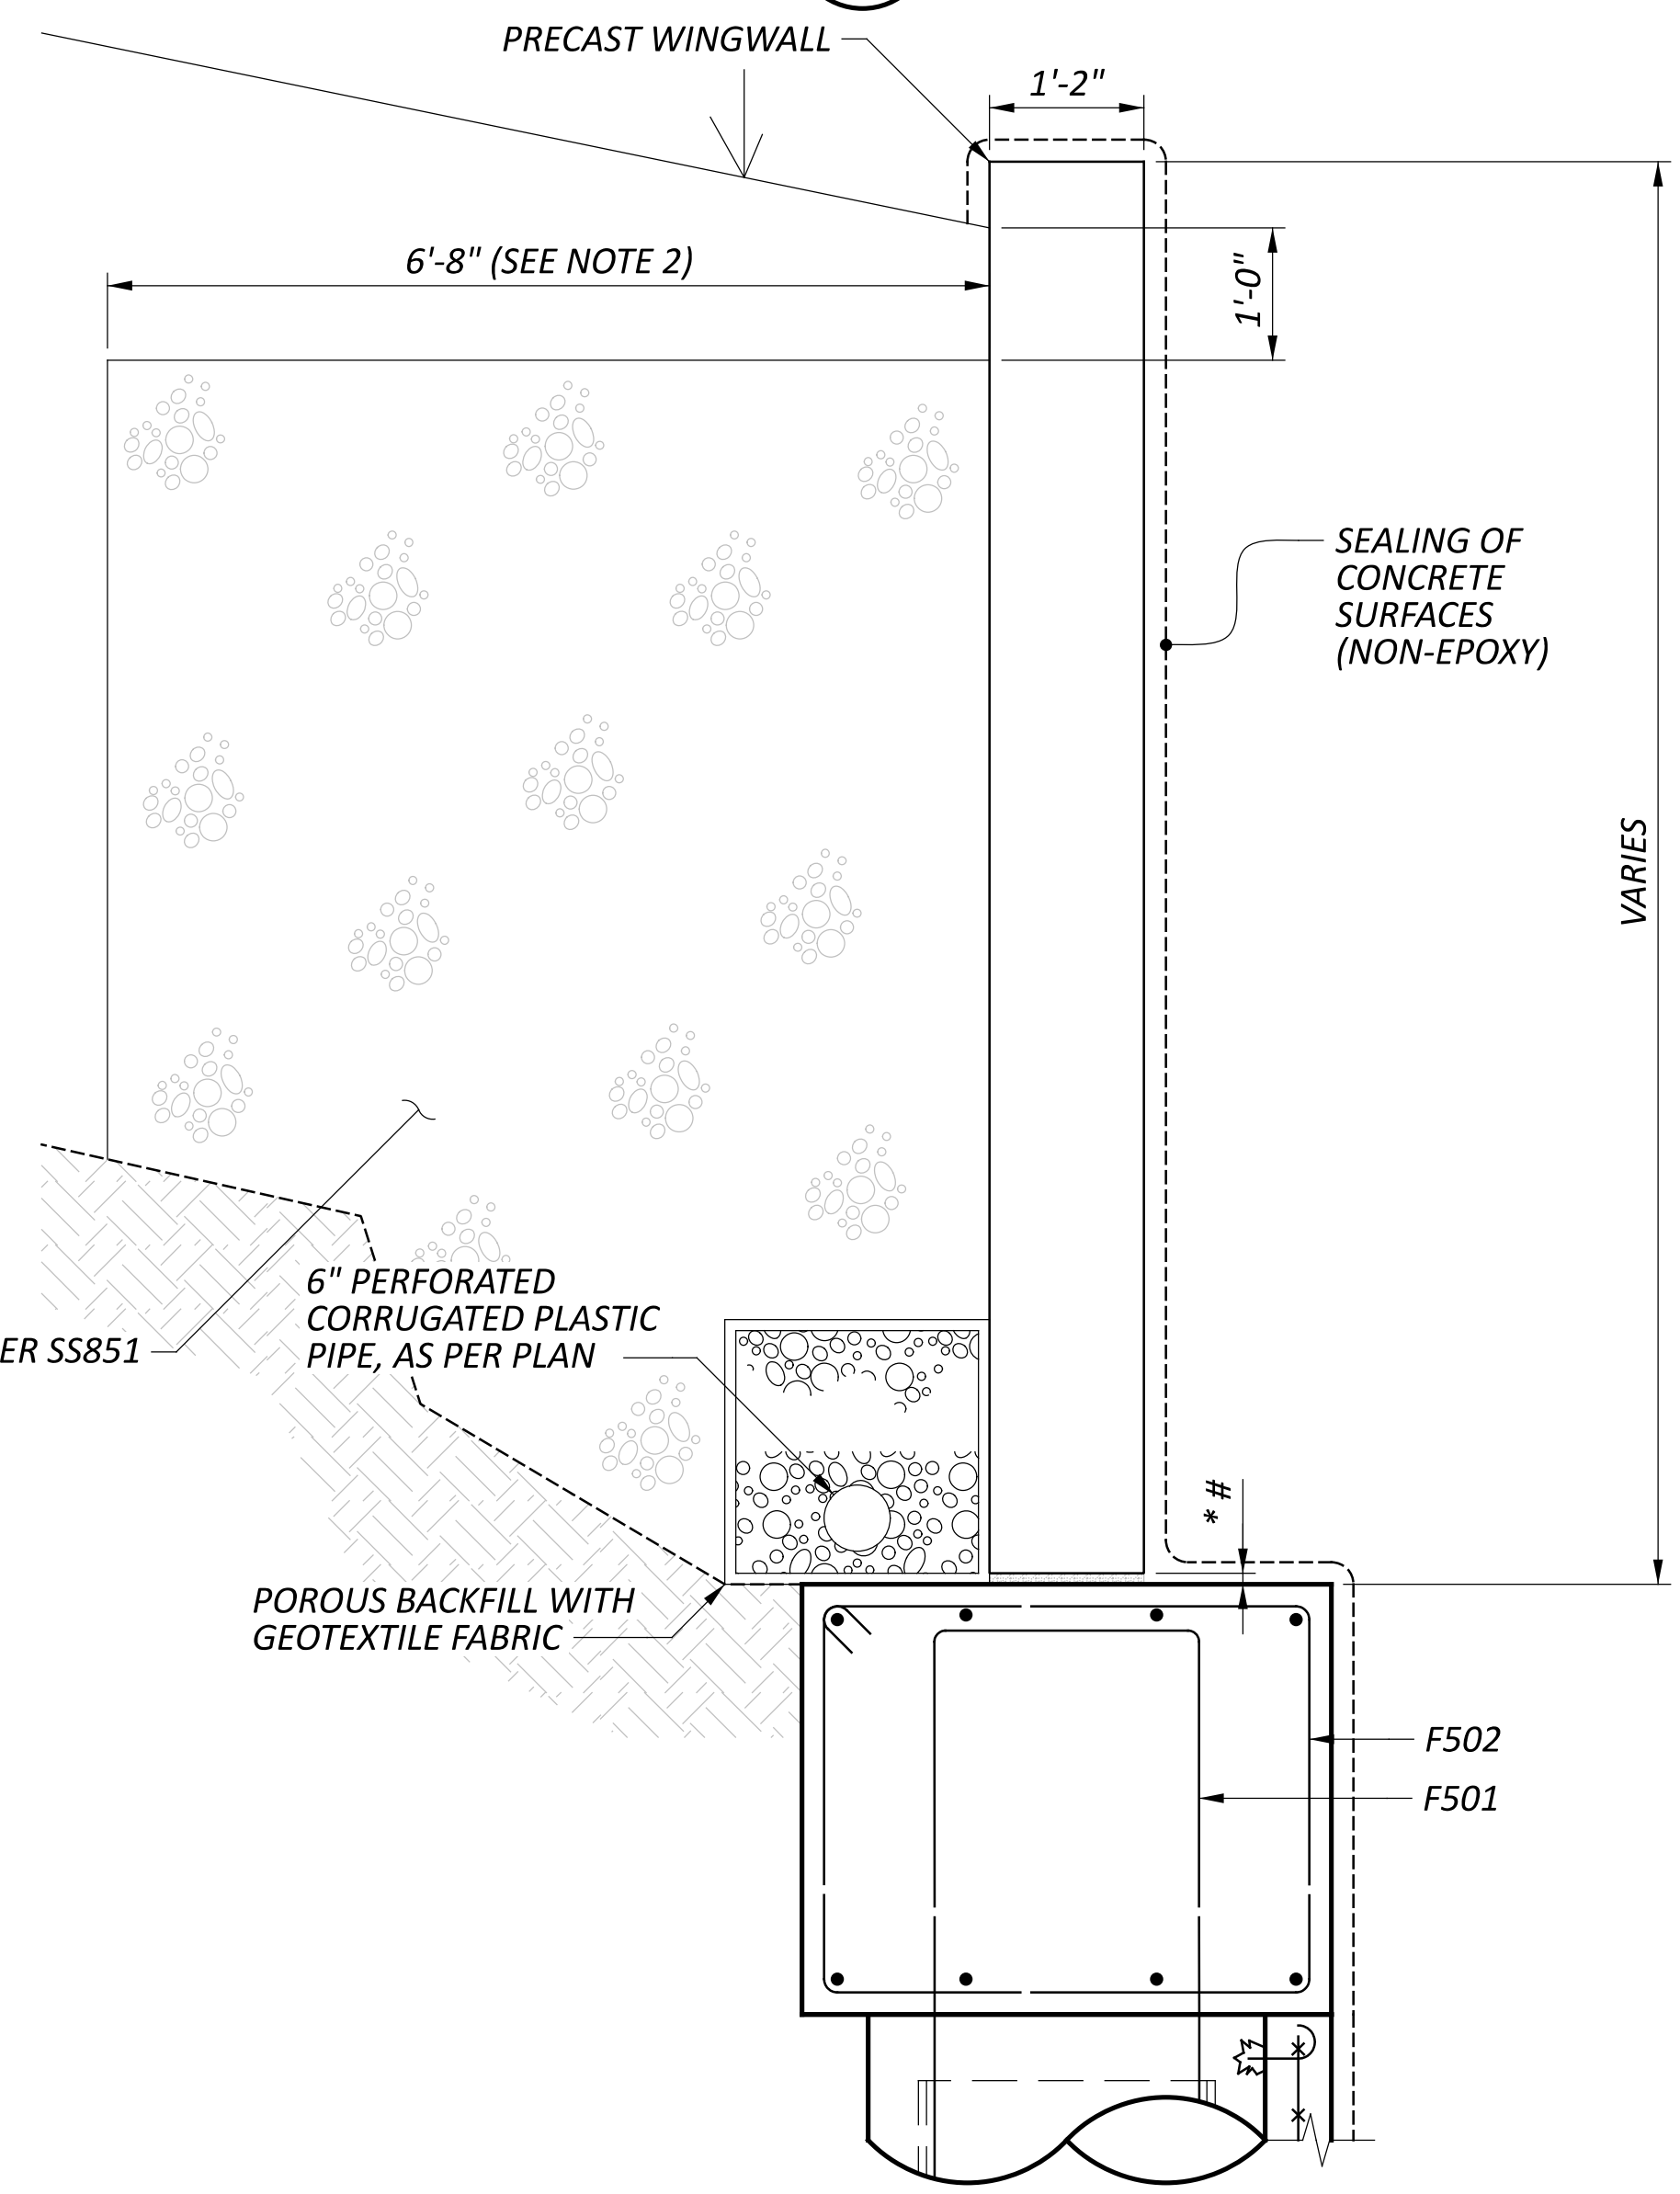 PRECAST WINGWALL
1'-2"
6'-8" (SEE NOTE 2)
1'-0"
SEALING OF
CONCRETE
SURFACES
(NON-EPOXY)
VARIES
6" PERFORATED
CORRUGATED PLASTIC
PIPE, AS PER PLAN
ER SS851
* #
POROUS BACKFILL WITH
GEOTEXTILE FABRIC
F502
F501